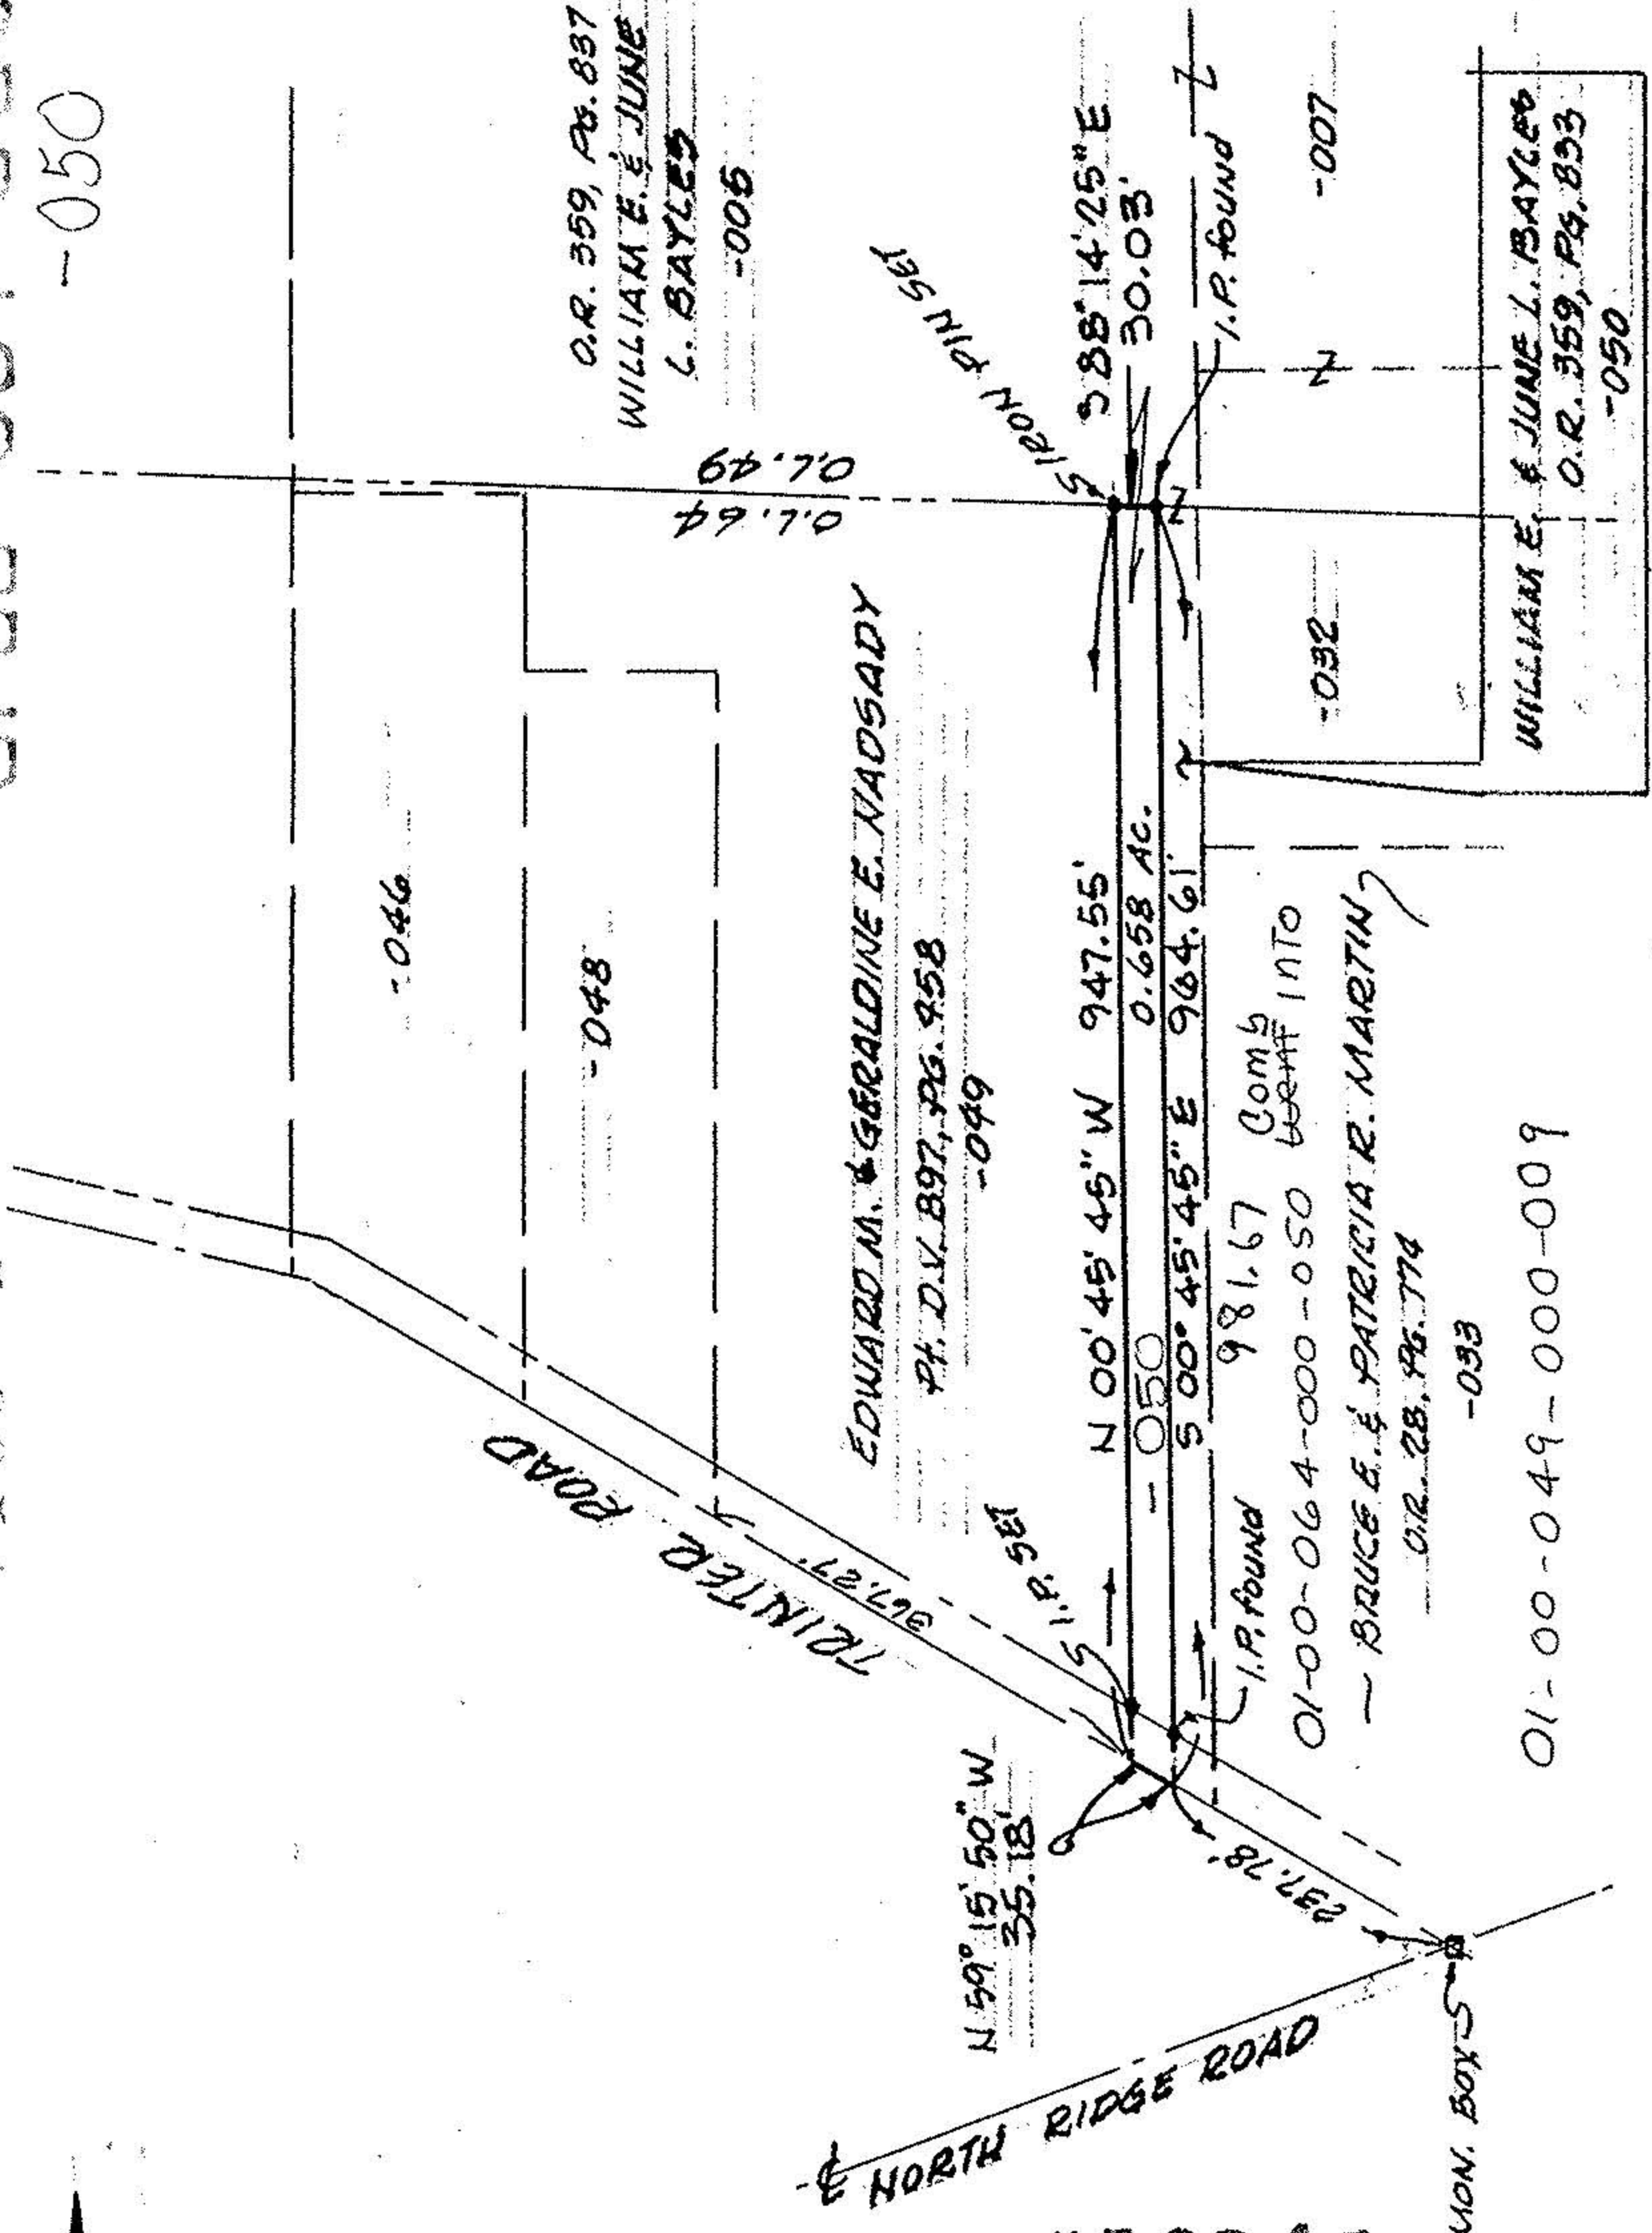 -050
O.R. 359, PG. 837
WILLIAM E. & JUNE
L. BAYLES
-006
O.L. 49
O.L. 64
-046
-048
EDWARD M. & GERALDINE E. NADSADY
Pt. D.V. 897, PG. 458
-049
TRINTER ROAD
367.27'
S IRON PIN SET
S 88° 14' 25" E
30.03'
I.P. found
-007
N 00° 45' 45" W 947.55'
0.658 AC.
-050
S 00° 45' 45" E 964.61'
981.67
Comb
INTO
01-00-064-000-050
BRUCE E. & PATRICIA R. MARTIN
O.R. 28, PG. 774
-033
01-00-049-000-009
-032
WILLIAM E. & JUNE L. BAYLES
O.R. 359, PG. 833
-050
I.P. SET
I.P. found
N 59° 15' 50" W
35.18'
237.78'
NORTH RIDGE ROAD
MON. BOX